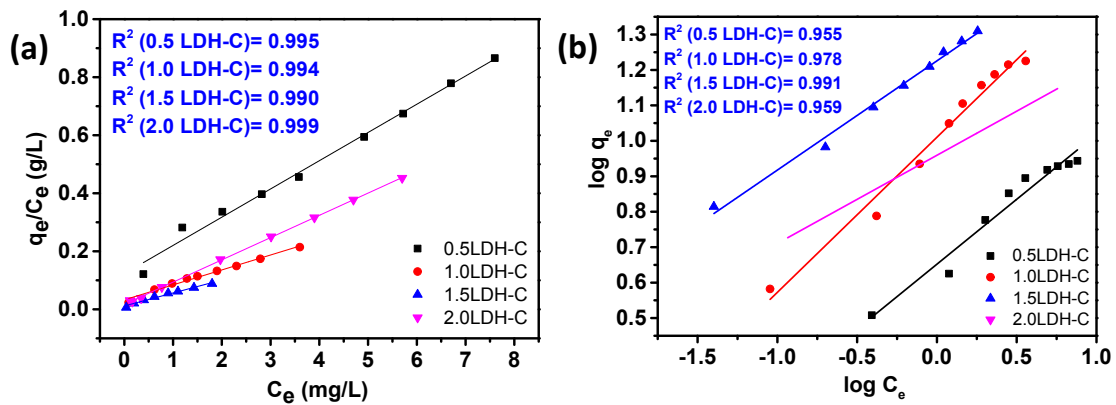 (a)
R² (0.5 LDH-C)= 0.995
R² (1.0 LDH-C)= 0.994
R² (1.5 LDH-C)= 0.990
R² (2.0 LDH-C)= 0.999
1.0
0.8
0.6
0.4
0.2
0.0
qe/Ce (g/L)
0.5LDH-C
1.0LDH-C
1.5LDH-C
2.0LDH-C
0 1 2 3 4 5 6 7 8
Ce (mg/L)
(b)
R² (0.5 LDH-C)= 0.955
R² (1.0 LDH-C)= 0.978
R² (1.5 LDH-C)= 0.991
R² (2.0 LDH-C)= 0.959
1.3
1.2
1.1
1.0
0.9
0.8
0.7
0.6
0.5
log qe
0.5LDH-C
1.0LDH-C
1.5LDH-C
2.0LDH-C
-1.5 -1.0 -0.5 0.0 0.5 1.0
log Ce